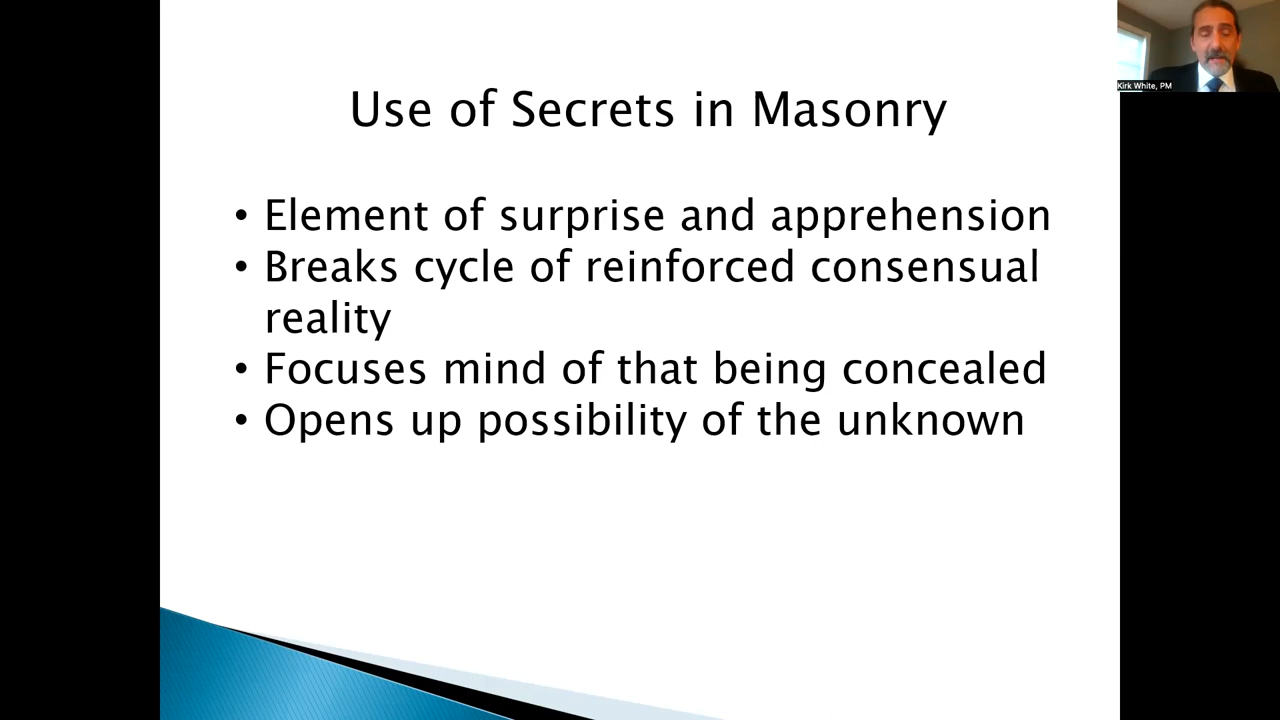 Use of Secrets in Masonry
• Element of surprise and apprehension
• Breaks cycle of reinforced consensual
reality
• Focuses mind of that being concealed
• Opens up possibility of the unknown
Kirk White, PM